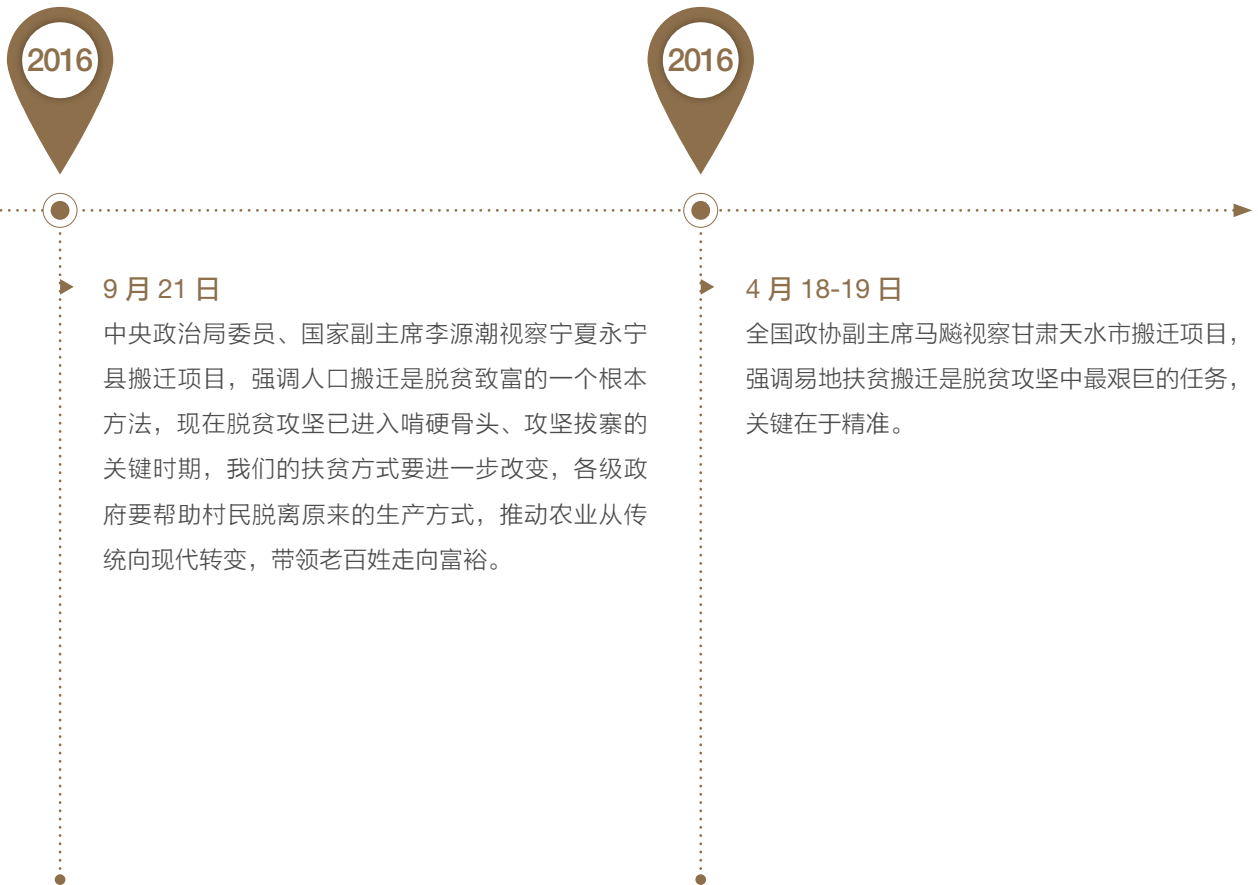 2016
9 月 21 日
中央政治局委员、国家副主席李源潮视察宁夏永宁
县搬迁项目，强调人口搬迁是脱贫致富的一个根本
方法，现在脱贫攻坚已进入啃硬骨头、攻坚拔寨的
关键时期，我们的扶贫方式要进一步改变，各级政
府要帮助村民脱离原来的生产方式，推动农业从传
统向现代转变，带领老百姓走向富裕。
2016
4 月 18-19 日
全国政协副主席马飚视察甘肃天水市搬迁项目，
强调易地扶贫搬迁是脱贫攻坚中最艰巨的任务，
关键在于精准。